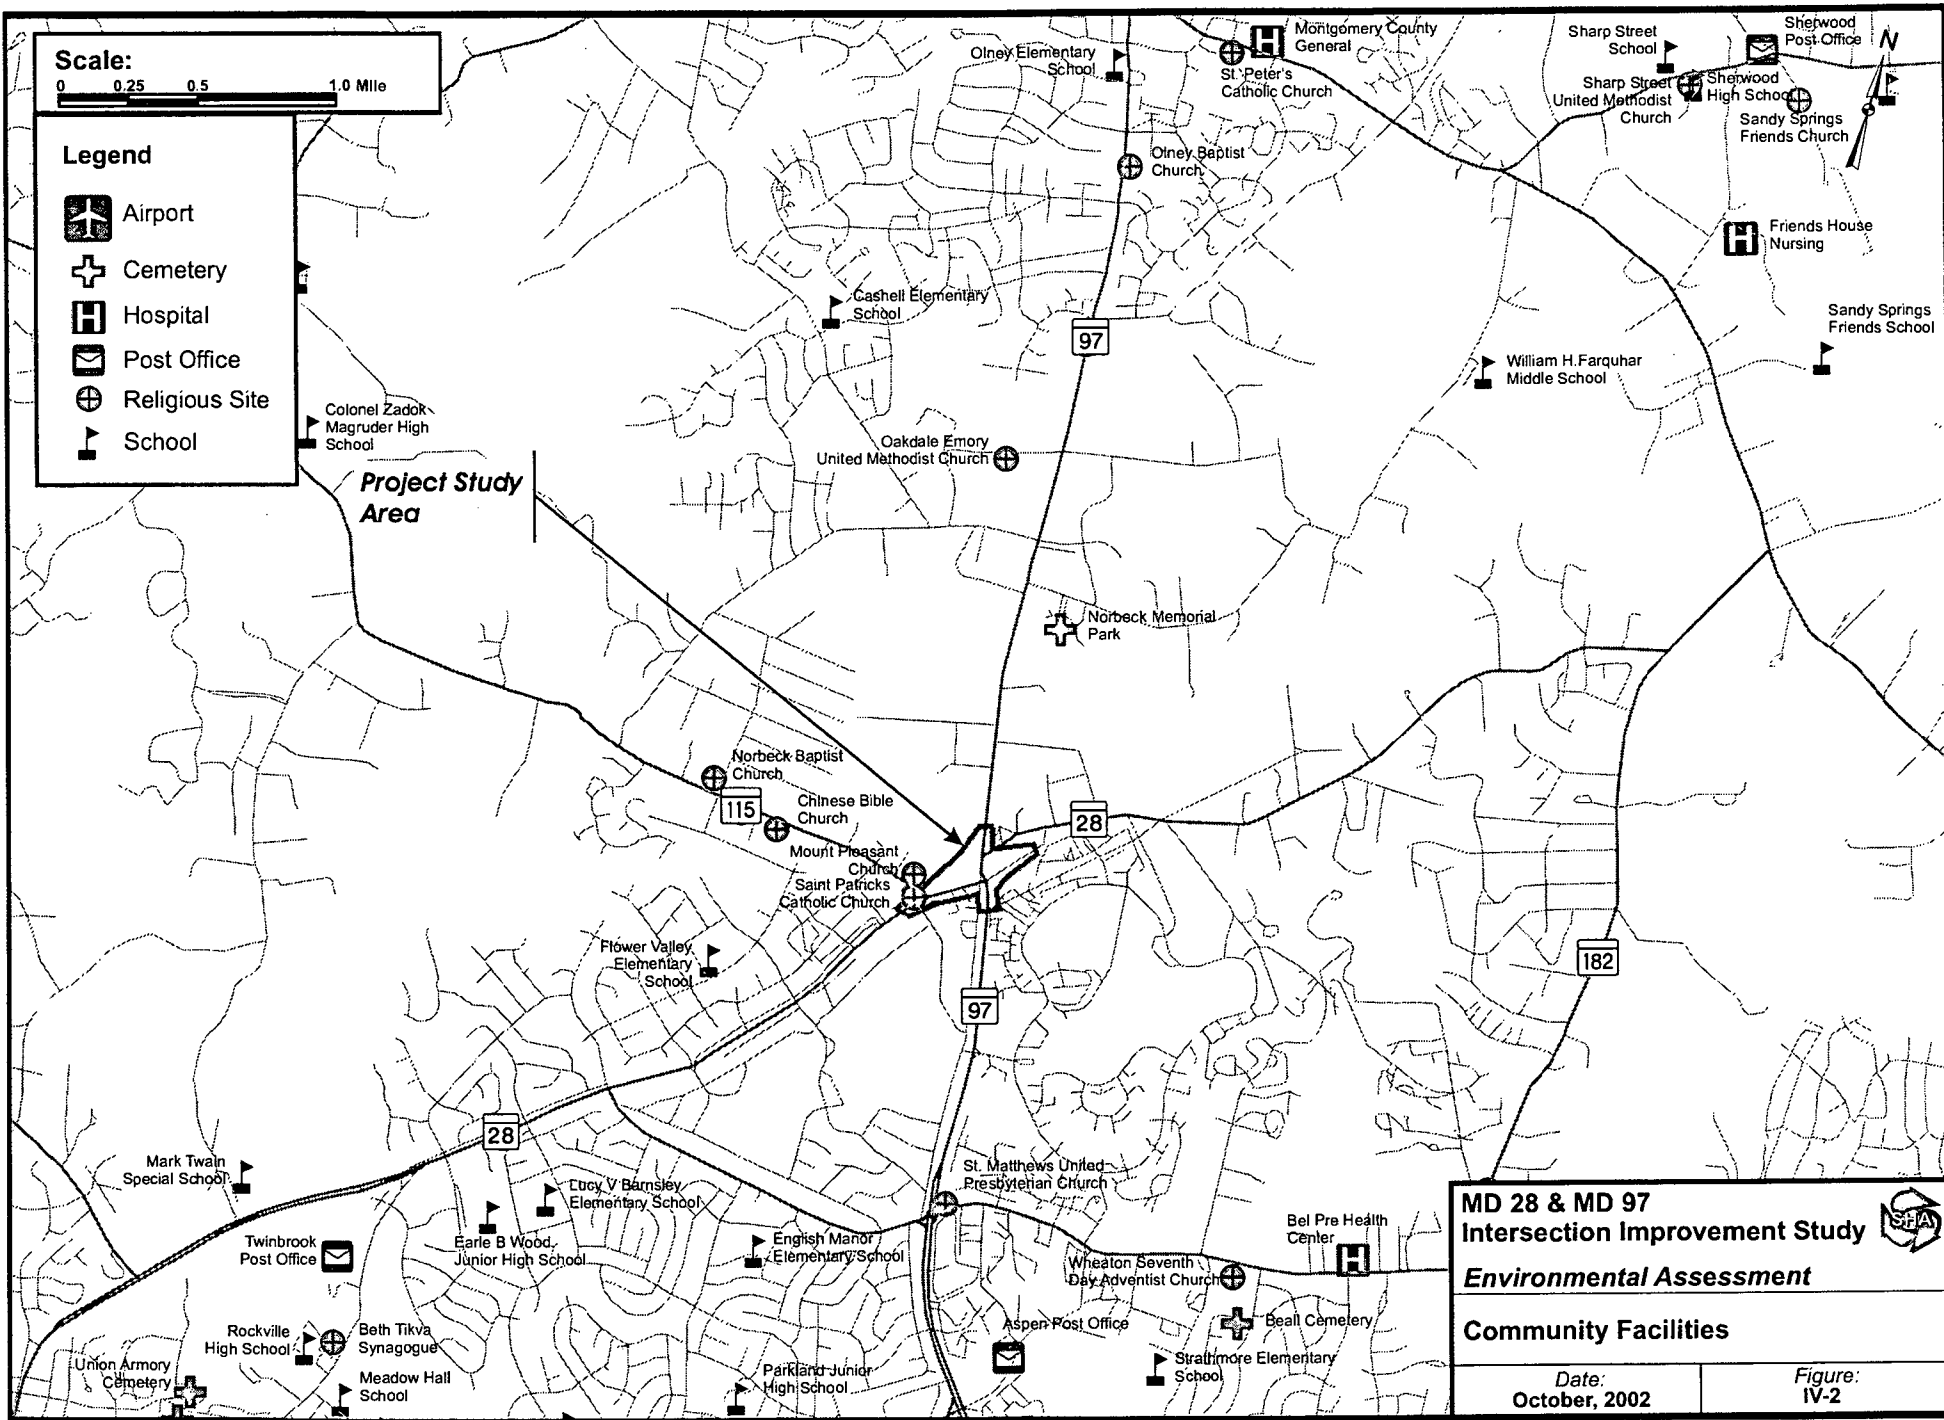 Scale:
0 0.25 0.5 1.0 Mile
Legend
Airport
Cemetery
Hospital
Post Office
Religious Site
School
Olney Elementary
School
Montgomery County
General
St. Peter's
Catholic Church
Sharp Street
School
Sherwood
Post Office
N
Sharp Street
United Methodist
Church
Sherwood
High School
Sandy Springs
Friends Church
Olney Baptist
Church
Friends House
Nursing
Cashell Elementary
School
97
Sandy Springs
Friends School
William H.Farquhar
Middle School
Colonel Zadok
Magruder High
School
Oakdale Emory
United Methodist Church
Project Study
Area
Norbeck Memorial
Park
Norbeck Baptist
Church
115
Chinese Bible
Church
28
Mount Pleasant
Church
Saint Patricks
Catholic Church
Flower Valley
Elementary
School
182
97
28
Mark Twain
Special School
Lucy V Barnsley
Elementary School
St. Matthews United
Presbyterian Church
Twinbrook
Post Office
Earle B Wood
Junior High School
English Manor
Elementary School
Bel Pre Health
Center
Wheaton Seventh
Day Adventist Church
Rockville
High School
Beth Tikva
Synagogue
Aspen Post Office
Beall Cemetery
Union Armory
Cemetery
Meadow Hall
School
Parkland Junior
High School
Strathmore Elementary
School
MD 28 & MD 97
Intersection Improvement Study
SHA
Environmental Assessment
Community Facilities
Date:
October, 2002
Figure:
IV-2